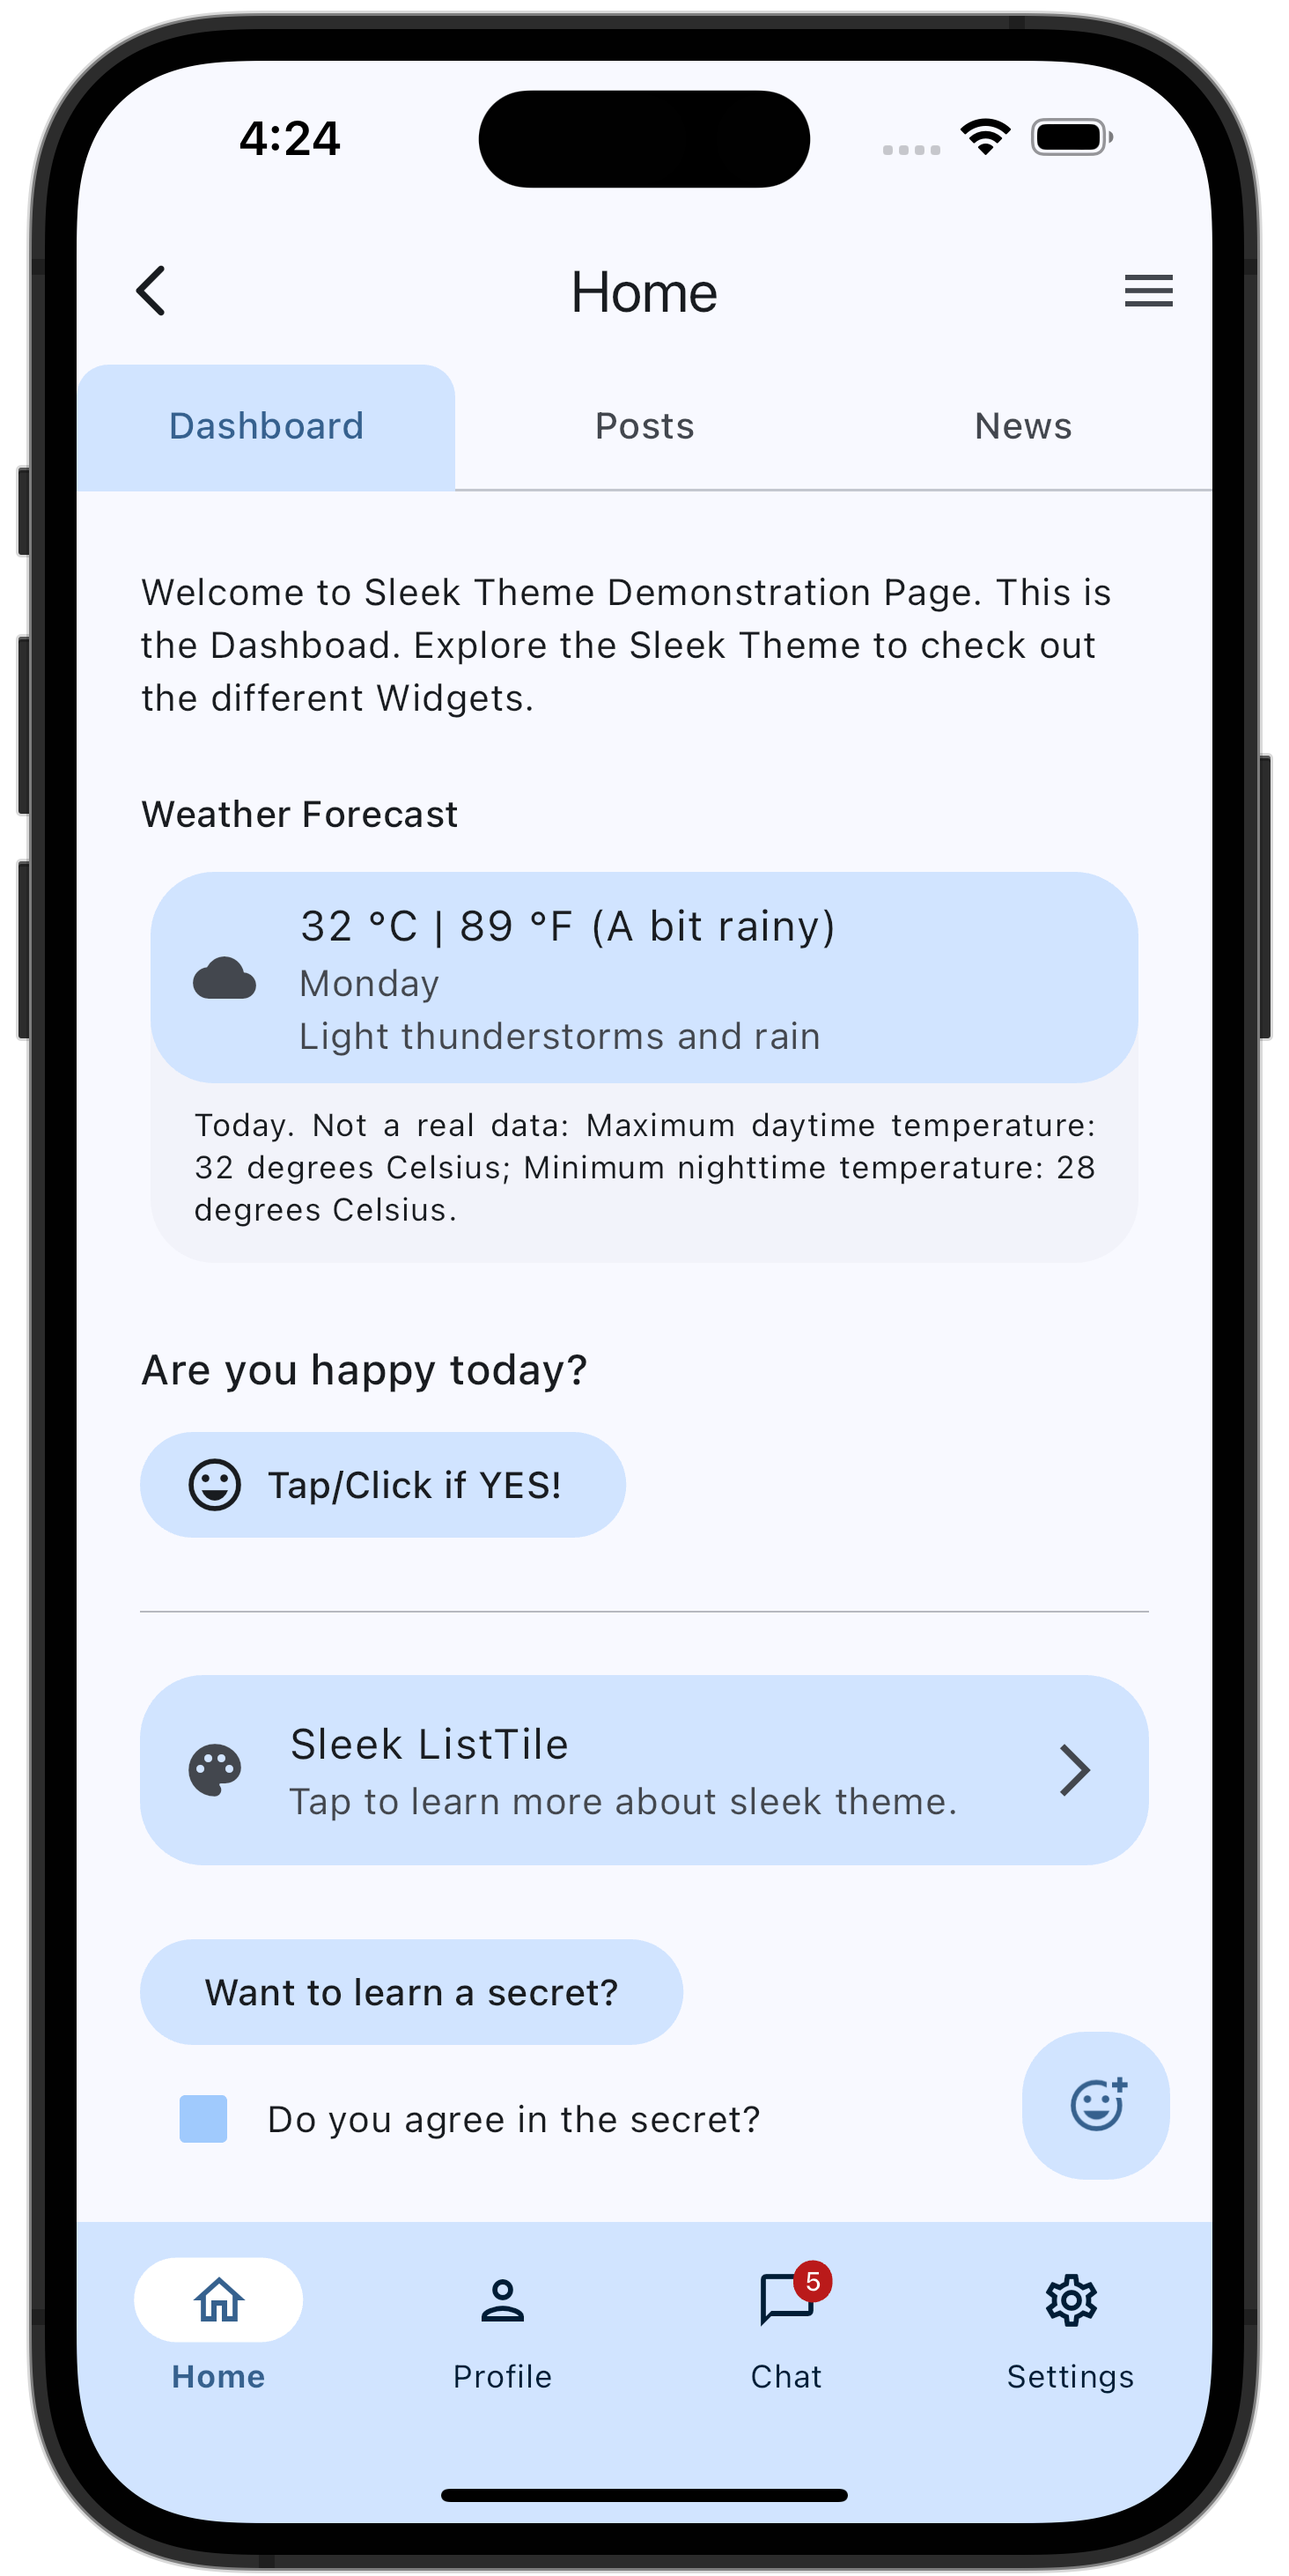 4:24
Home
Dashboard Posts News
Welcome to Sleek Theme Demonstration Page. This is
the Dashboad. Explore the Sleek Theme to check out
the different Widgets.
Weather Forecast
32 °C | 89 °F (A bit rainy)
Monday
Light thunderstorms and rain
Today. Not a real data: Maximum daytime temperature:
32 degrees Celsius; Minimum nighttime temperature: 28
degrees Celsius.
Are you happy today?
Tap/Click if YES!
Sleek ListTile
Tap to learn more about sleek theme.
Want to learn a secret?
Do you agree in the secret?
5
Home Profile Chat Settings